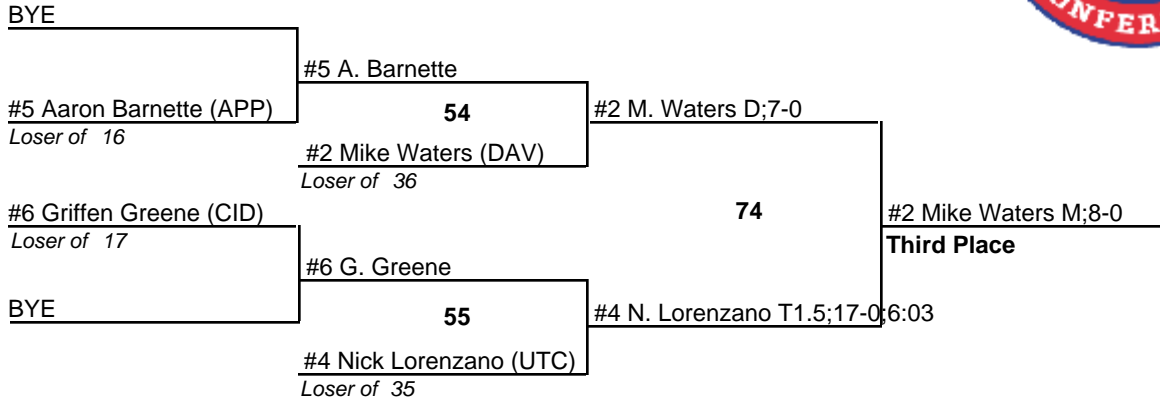 BYE
#5 A. Barnette
#5 Aaron Barnette (APP)
Loser of 16
54
#2 M. Waters D;7-0
#2 Mike Waters (DAV)
Loser of 36
#6 Griffen Greene (CID)
Loser of 17
74
#2 Mike Waters M;8-0
Third Place
#6 G. Greene
BYE
55
#4 N. Lorenzano T1.5;17-0;6:03
#4 Nick Lorenzano (UTC)
Loser of 35